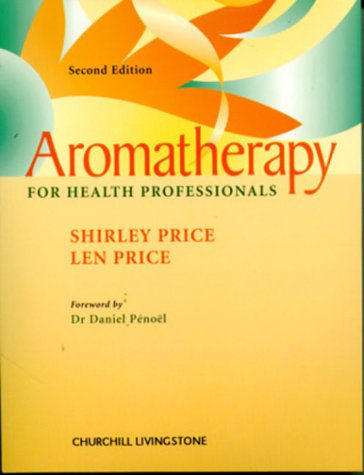 Second Edition
Aromatherapy
FOR HEALTH PROFESSIONALS
SHIRLEY PRICE
LEN PRICE
Foreword by
Dr Daniel Pénoël
CHURCHILL LIVINGSTONE